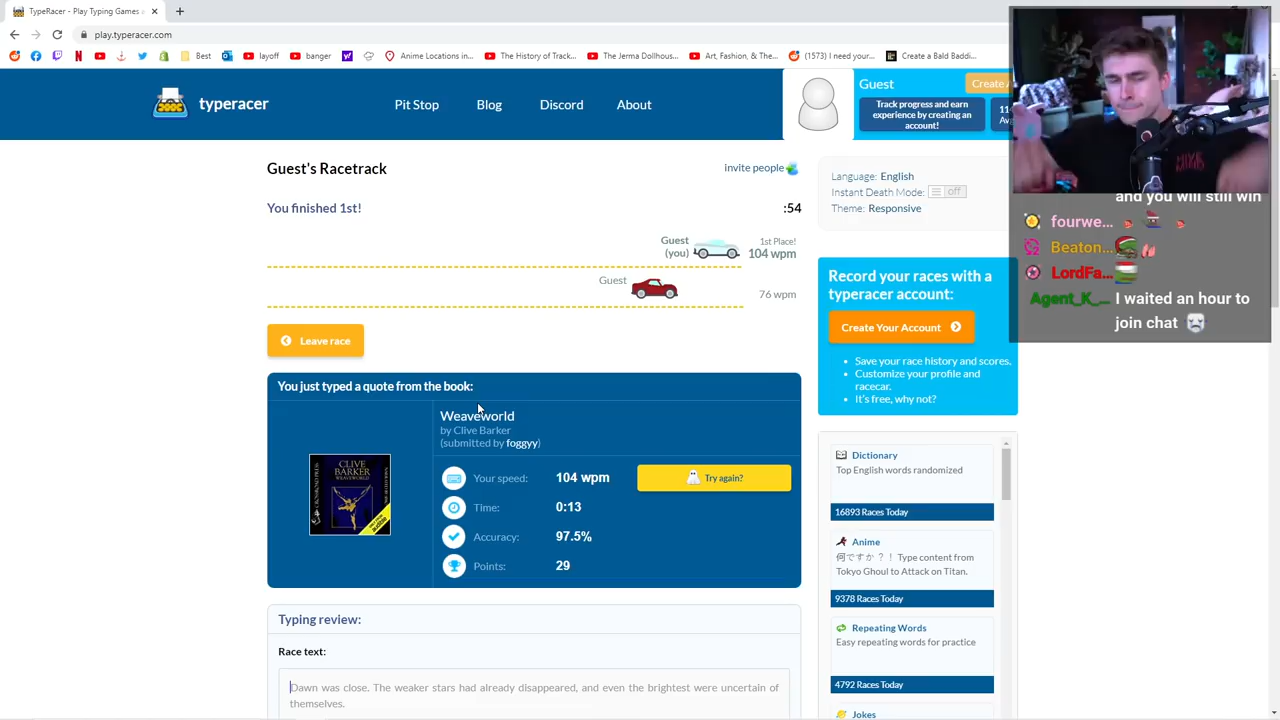 TypeRacer - Play Typing Games a
play.typeracer.com
Best
layoff
banger
Anime Locations in...
The History of Track...
The Jerma Dollhous...
Art, Fashion, & The...
(1573) I need your...
Create a Bald Baddi...
typeracer
Pit Stop
Blog
Discord
About
Guest
Create A
Track progress and earn
experience by creating an
account!
Guest's Racetrack
invite people
You finished 1st!
:54
Guest
(you)
1st Place!
104 wpm
Guest
76 wpm
Leave race
You just typed a quote from the book:
CLIVE
BARKER
WEAVEWORLD
Weaveworld
by Clive Barker
(submitted by foggyy)
Your speed:
104 wpm
Try again?
Time:
0:13
Accuracy:
97.5%
Points:
29
Typing review:
Race text:
Dawn was close. The weaker stars had already disappeared, and even the brightest were uncertain of
themselves.
Language: English
Instant Death Mode: off
Theme: Responsive
Record your races with a
typeracer account:
Create Your Account
Save your race history and scores.
Customize your profile and
racecar.
It's free, why not?
Dictionary
Top English words randomized
16893 Races Today
Anime
何ですか？！ Type content from
Tokyo Ghoul to Attack on Titan.
9378 Races Today
Repeating Words
Easy repeating words for practice
4792 Races Today
Jokes
and you will still win
fourwe...
Beaton...
LordFa...
Agent_K_... I waited an hour to
join chat